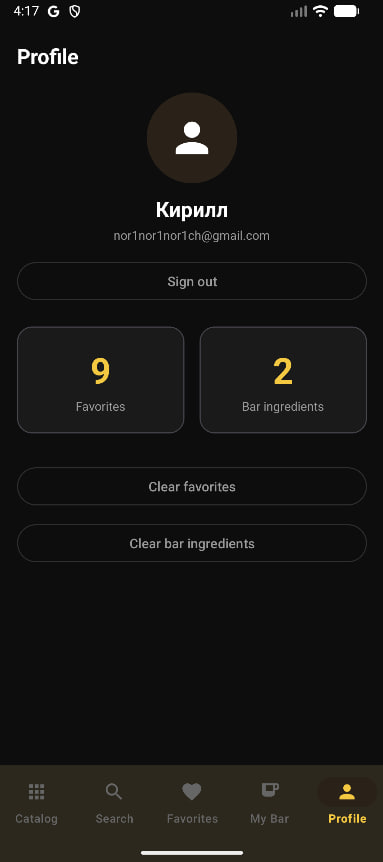 4:17
Profile
Кирилл
nor1nor1nor1ch@gmail.com
Sign out
9 2
Favorites Bar ingredients
Clear favorites
Clear bar ingredients
Catalog Search Favorites My Bar Profile